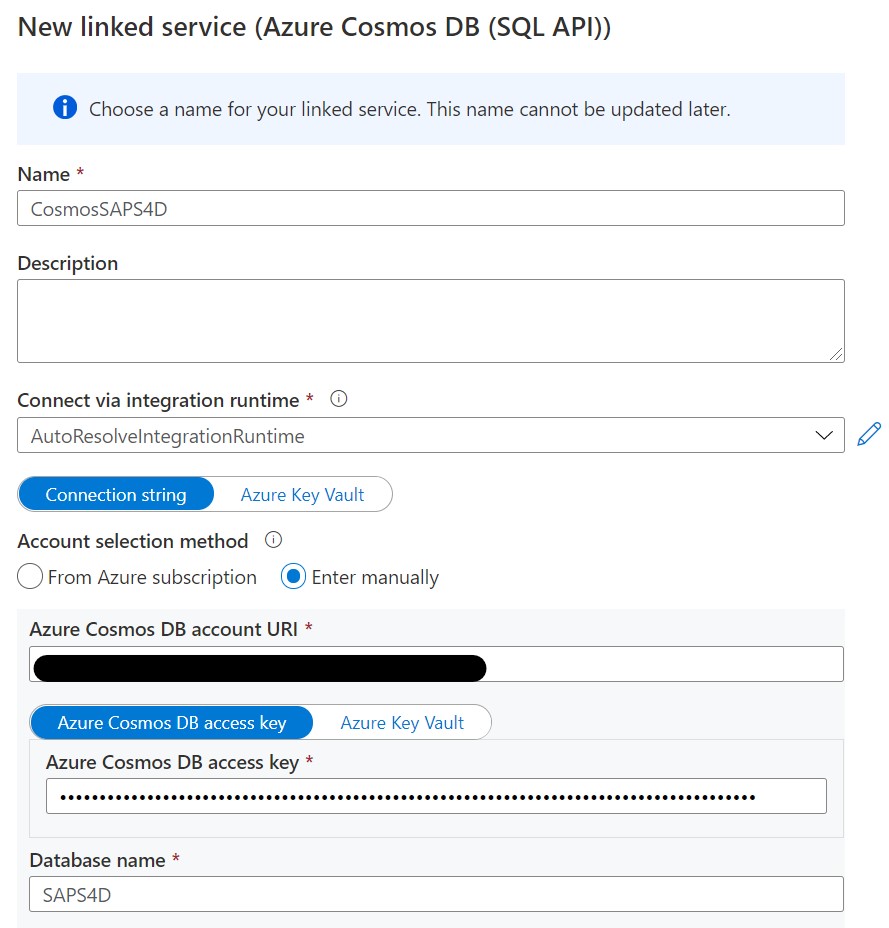 New linked service (Azure Cosmos DB (SQL API))
Choose a name for your linked service. This name cannot be updated later.
Name *
CosmosSAPS4D
Description
Connect via integration runtime *
AutoResolveIntegrationRuntime
Connection string Azure Key Vault
Account selection method
From Azure subscription Enter manually
Azure Cosmos DB account URI *
Azure Cosmos DB access key Azure Key Vault
Azure Cosmos DB access key *
Database name *
SAPS4D